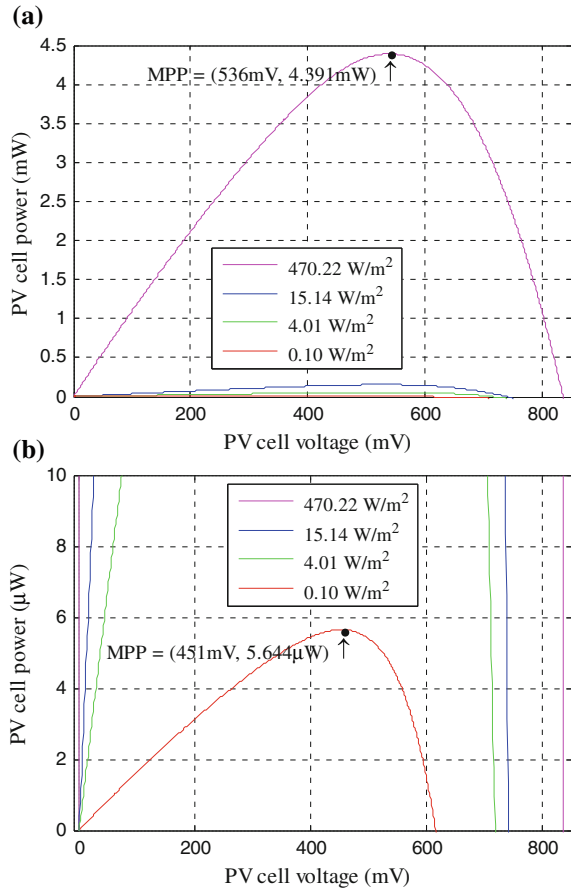 (a)
4.5
4
3.5
3
2.5
2
1.5
1
0.5
0
PV cell power (mW)
MPP = (536mV, 4.391mW)
470.22 W/m²
15.14 W/m²
4.01 W/m²
0.10 W/m²
0 200 400 600 800
PV cell voltage (mV)
(b)
10
8
6
4
2
0
PV cell power (µW)
470.22 W/m²
15.14 W/m²
4.01 W/m²
0.10 W/m²
MPP = (451mV, 5.644µW)
0 200 400 600 800
PV cell voltage (mV)